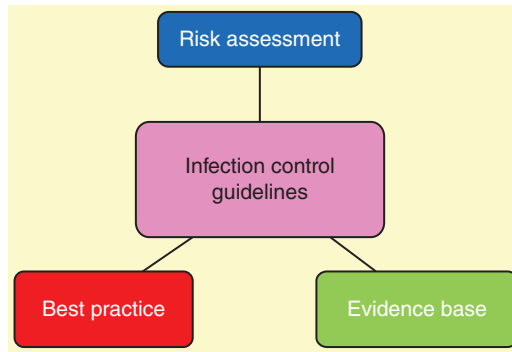 Risk assessment
Infection control
guidelines
Best practice
Evidence base